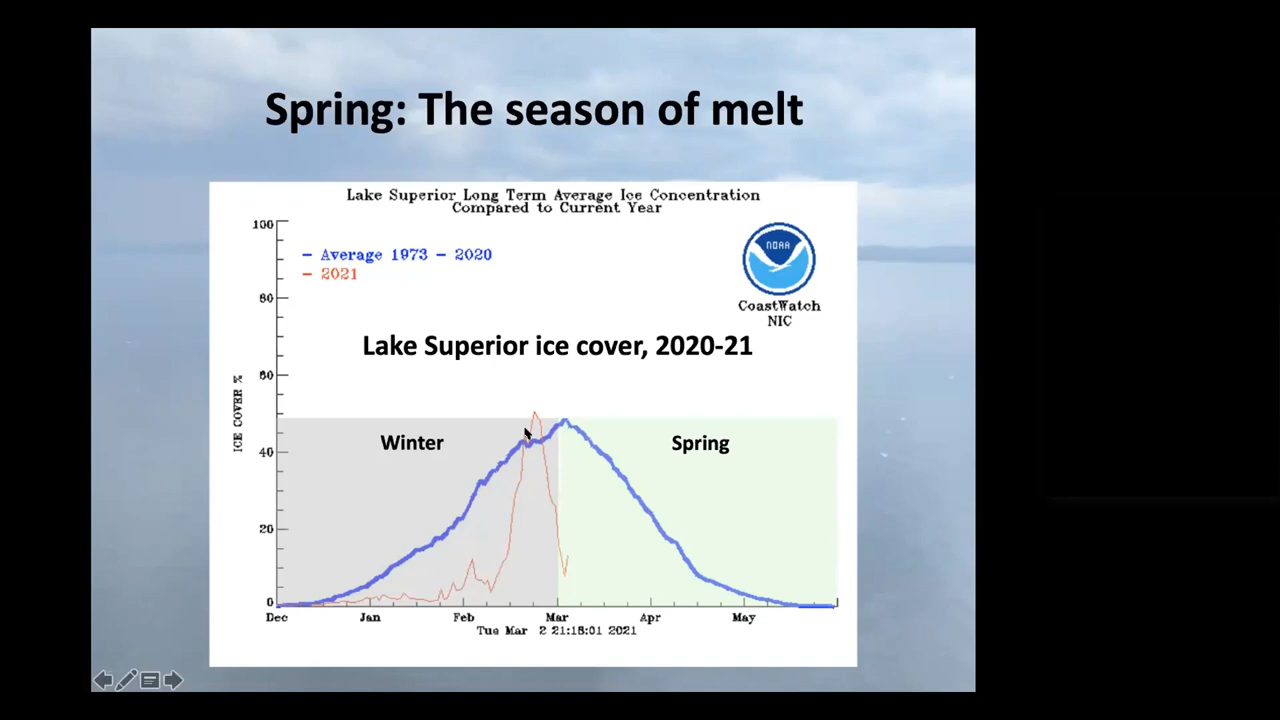 Spring: The season of melt
Lake Superior Long Term Average Ice Concentration
Compared to Current Year
100
80
60
40
20
0
ICE COVER %
– Average 1973 – 2020
– 2021
NOAA
CoastWatch
NIC
Lake Superior ice cover, 2020-21
Winter
Spring
Dec Jan Feb Mar Apr May
Tue Mar 2 21:18:01 2021